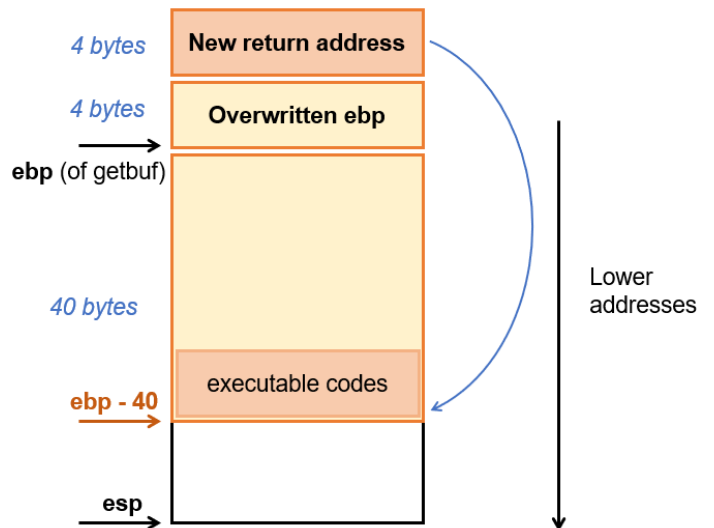 4 bytes
New return address
4 bytes
Overwritten ebp
ebp (of getbuf)
40 bytes
Lower
addresses
executable codes
ebp - 40
esp